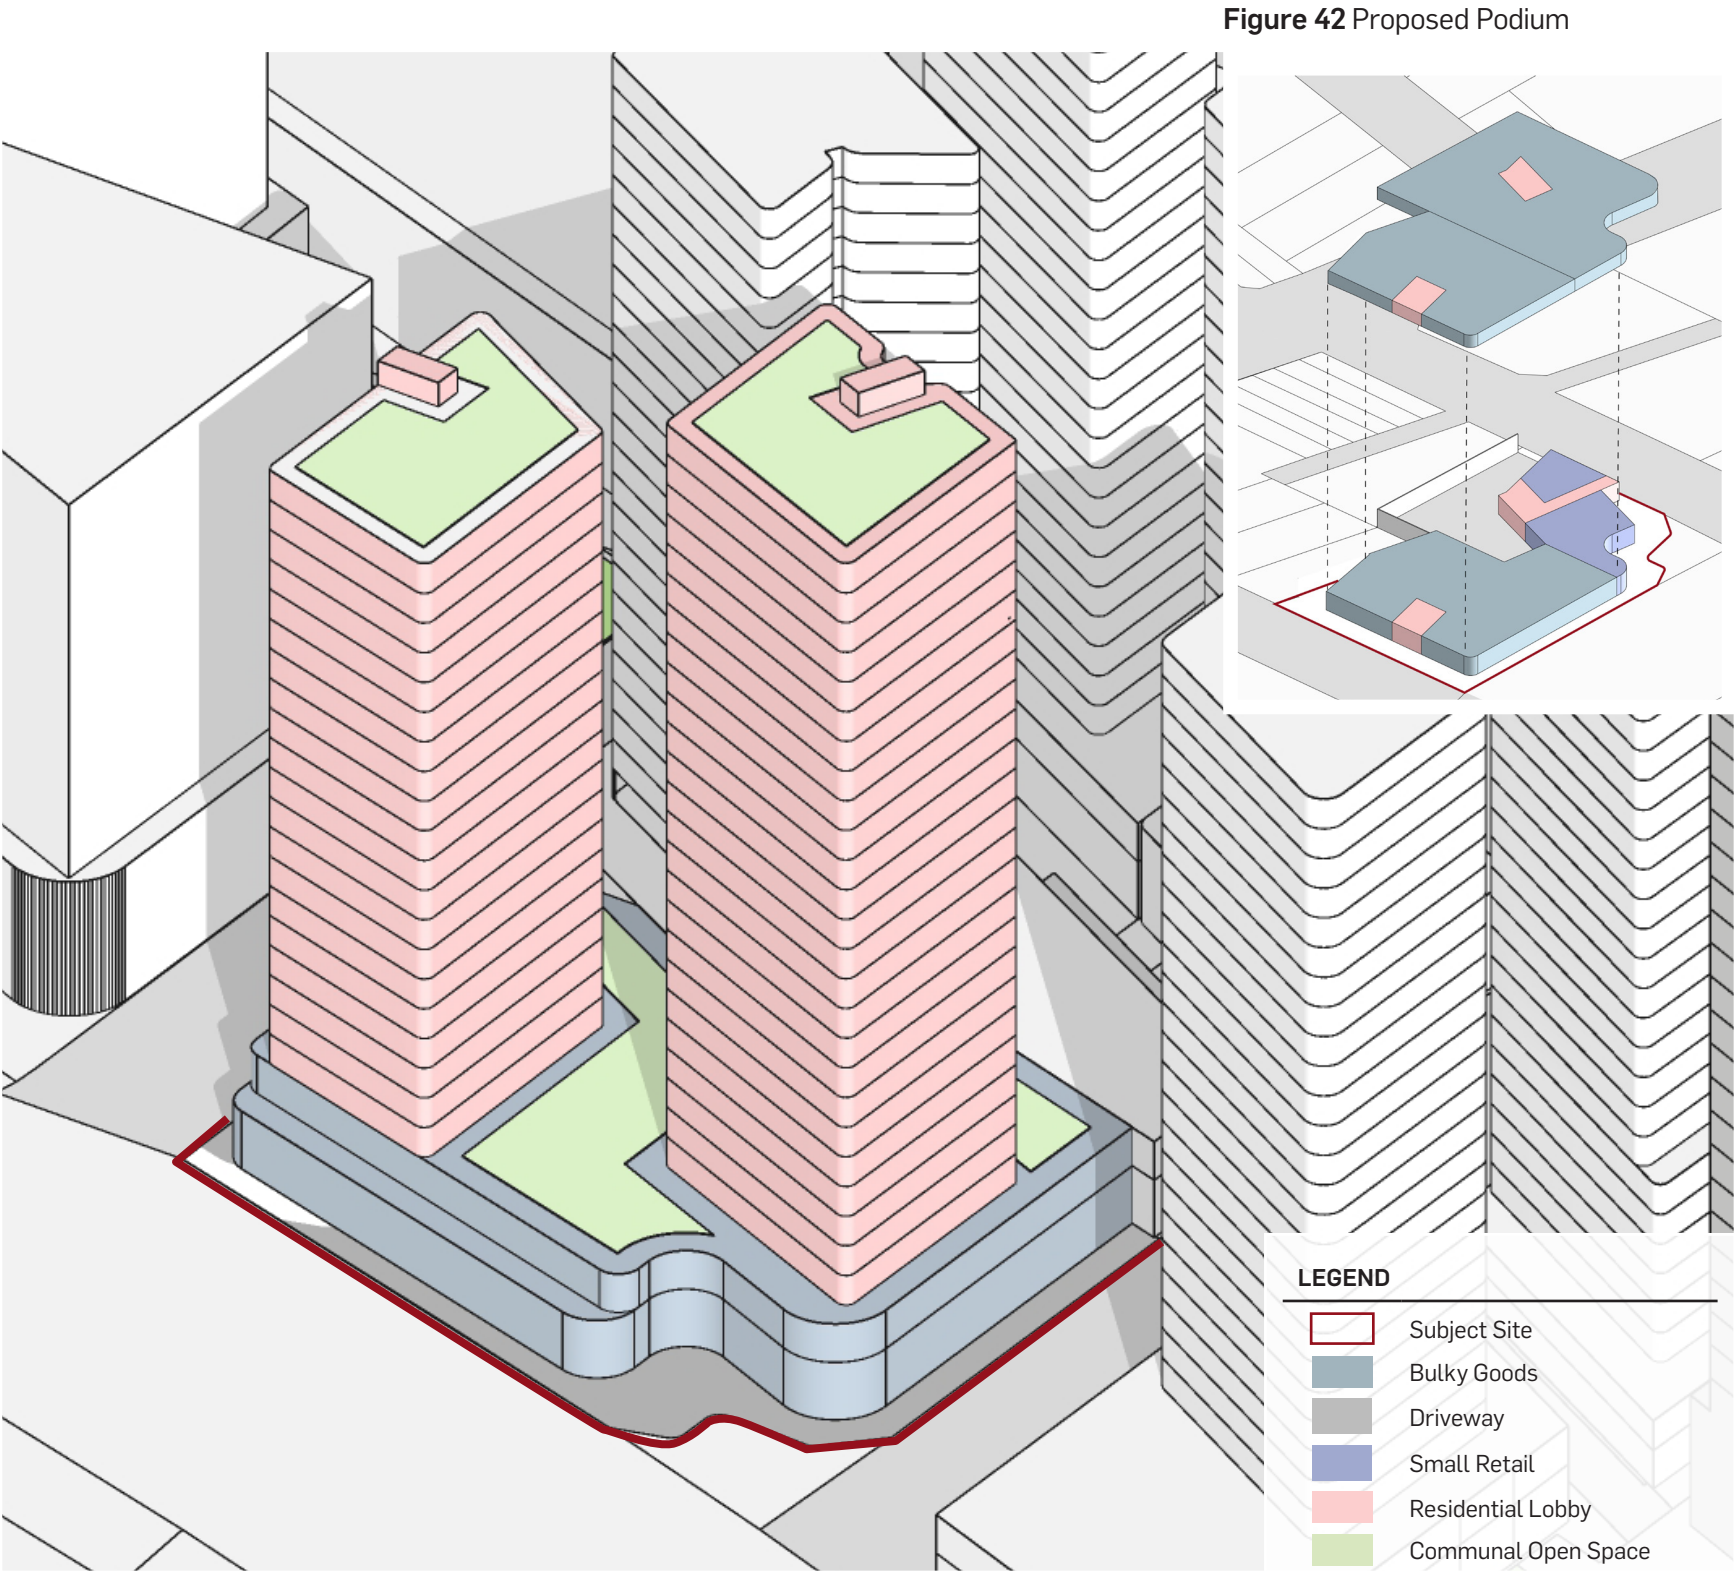 Figure 42 Proposed Podium
LEGEND
Subject Site
Bulky Goods
Driveway
Small Retail
Residential Lobby
Communal Open Space